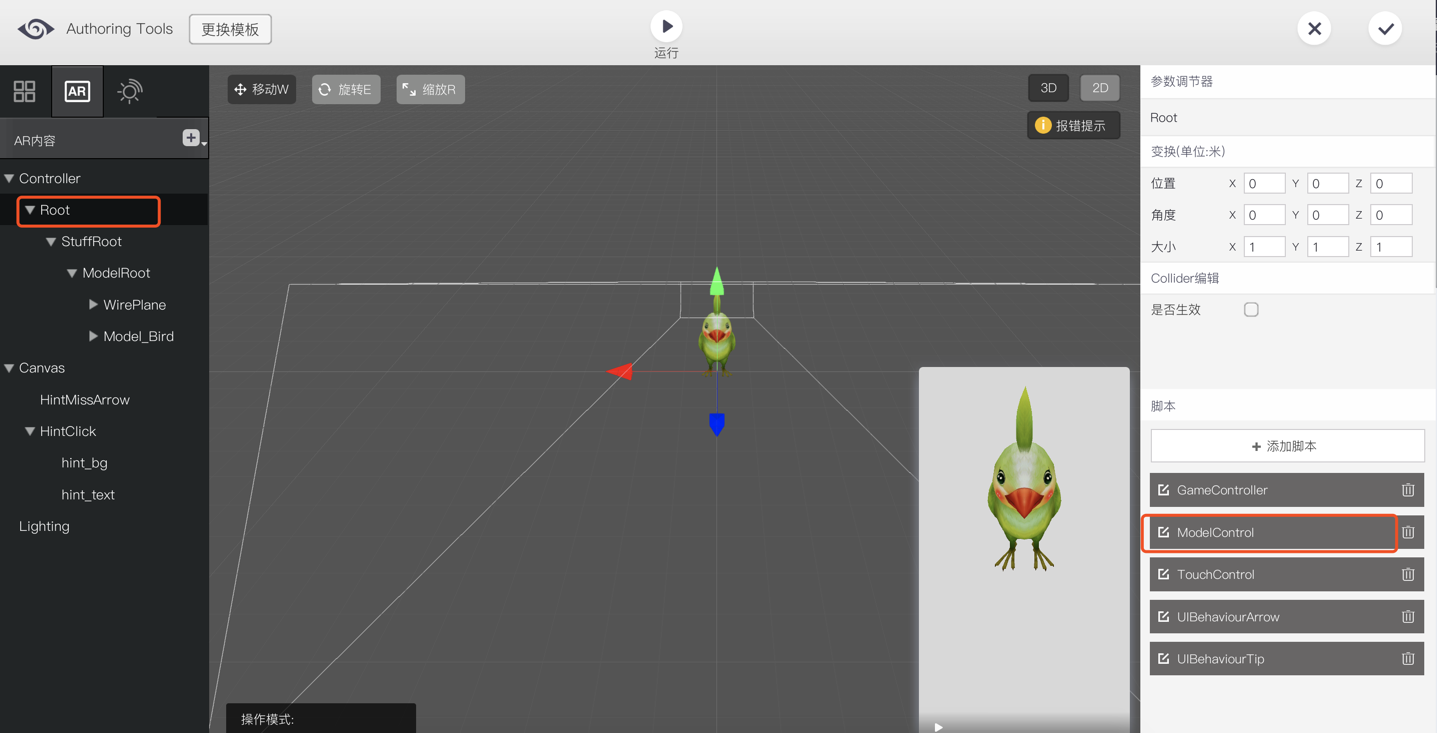 Authoring Tools
更换模板
运行
AR
AR内容
Controller
Root
StuffRoot
ModelRoot
WirePlane
Model_Bird
Canvas
HintMissArrow
HintClick
hint_bg
hint_text
Lighting
移动W
旋转E
缩放R
3D
2D
报错提示
操作模式:
参数调节器
Root
变换(单位:米)
位置 X 0 Y 0 Z 0
角度 X 0 Y 0 Z 0
大小 X 1 Y 1 Z 1
Collider编辑
是否生效
脚本
+ 添加脚本
GameController
ModelControl
TouchControl
UIBehaviourArrow
UIBehaviourTip